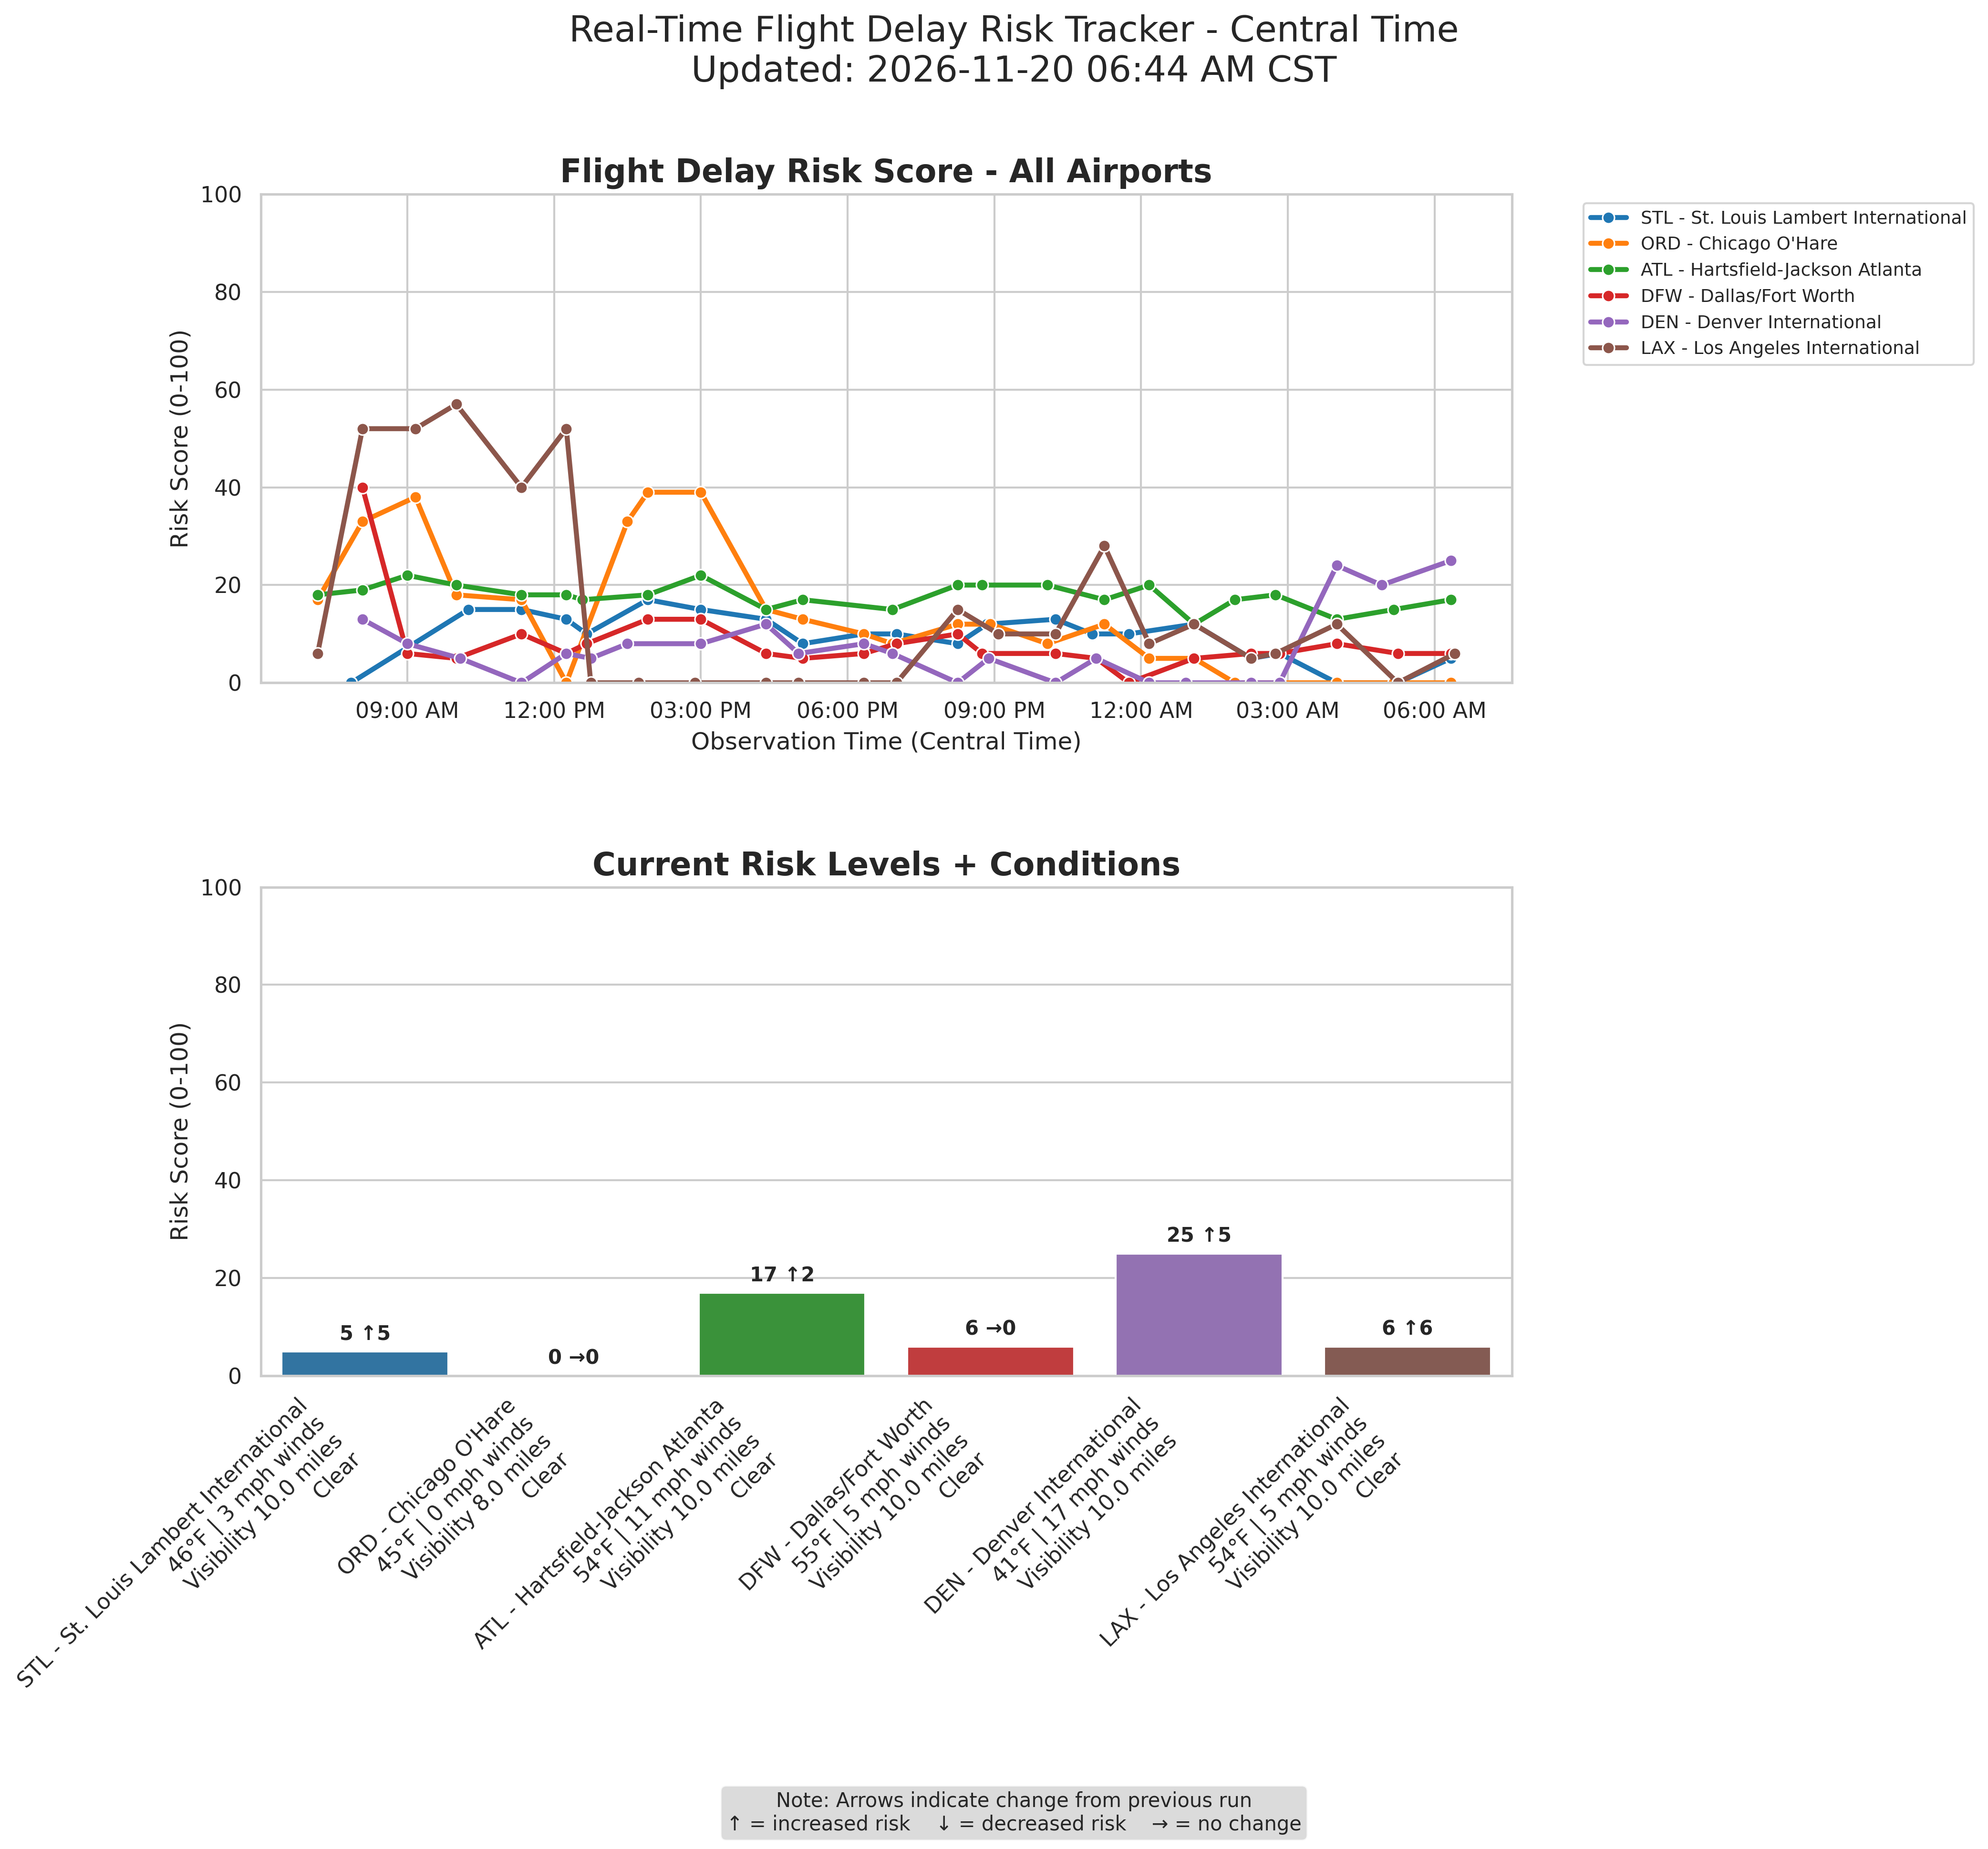 Real-Time Flight Delay Risk Tracker - Central Time
Updated: 2026-11-20 06:44 AM CST
Flight Delay Risk Score - All Airports
100
80
60
40
20
0
Risk Score (0-100)
09:00 AM
12:00 PM
03:00 PM
06:00 PM
09:00 PM
12:00 AM
03:00 AM
06:00 AM
Observation Time (Central Time)
STL - St. Louis Lambert International
ORD - Chicago O'Hare
ATL - Hartsfield-Jackson Atlanta
DFW - Dallas/Fort Worth
DEN - Denver International
LAX - Los Angeles International
Current Risk Levels + Conditions
100
80
60
40
20
0
Risk Score (0-100)
5 ↑5
0 →0
17 ↑2
6 →0
25 ↑5
6 ↑6
STL - St. Louis Lambert International
46°F | 3 mph winds
Visibility 10.0 miles
Clear
ORD - Chicago O'Hare
45°F | 0 mph winds
Visibility 8.0 miles
Clear
ATL - Hartsfield-Jackson Atlanta
54°F | 11 mph winds
Visibility 10.0 miles
Clear
DFW - Dallas/Fort Worth
55°F | 5 mph winds
Visibility 10.0 miles
Clear
DEN - Denver International
41°F | 17 mph winds
Visibility 10.0 miles
LAX - Los Angeles International
54°F | 5 mph winds
Visibility 10.0 miles
Clear
Note: Arrows indicate change from previous run
↑ = increased risk ↓ = decreased risk → = no change